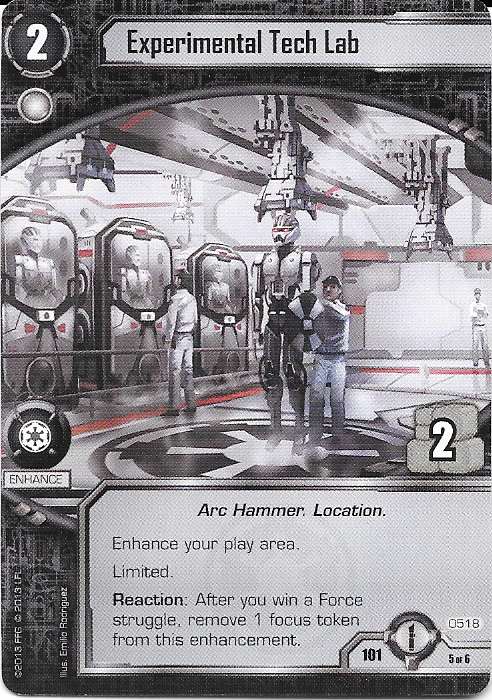 2
Experimental Tech Lab
2
ENHANCE
Arc Hammer. Location.
Enhance your play area.
Limited.
Reaction: After you win a Force
struggle, remove 1 focus token
from this enhancement.
0518
101
5 OF 6
©2013 FFG © 2013 LFL
Illus. Emilio Rodriguez